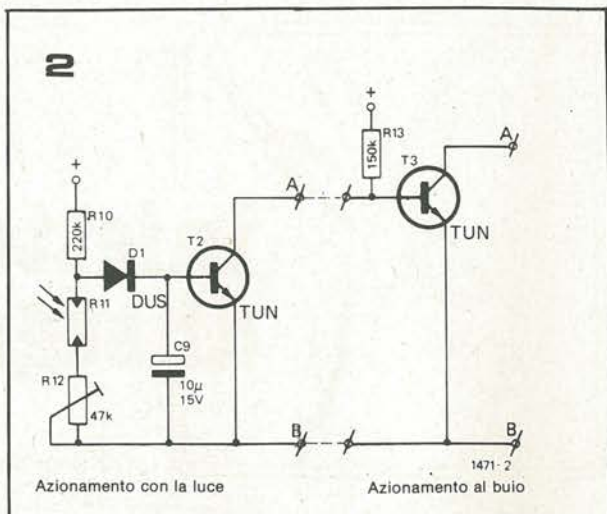 2
+
R13
150k
A
T3
TUN
+
R10
220k
A
T2
D1
DUS
TUN
R11
C9
10µ
15V
R12
47k
B
B
1471 - 2
Azionamento con la luce
Azionamento al buio